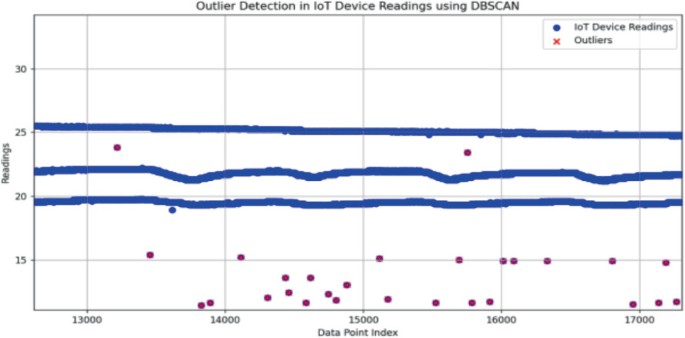 Outlier Detection in IoT Device Readings using DBSCAN
IoT Device Readings
Outliers
30
25
20
15
Readings
13000 14000 15000 16000 17000
Data Point Index